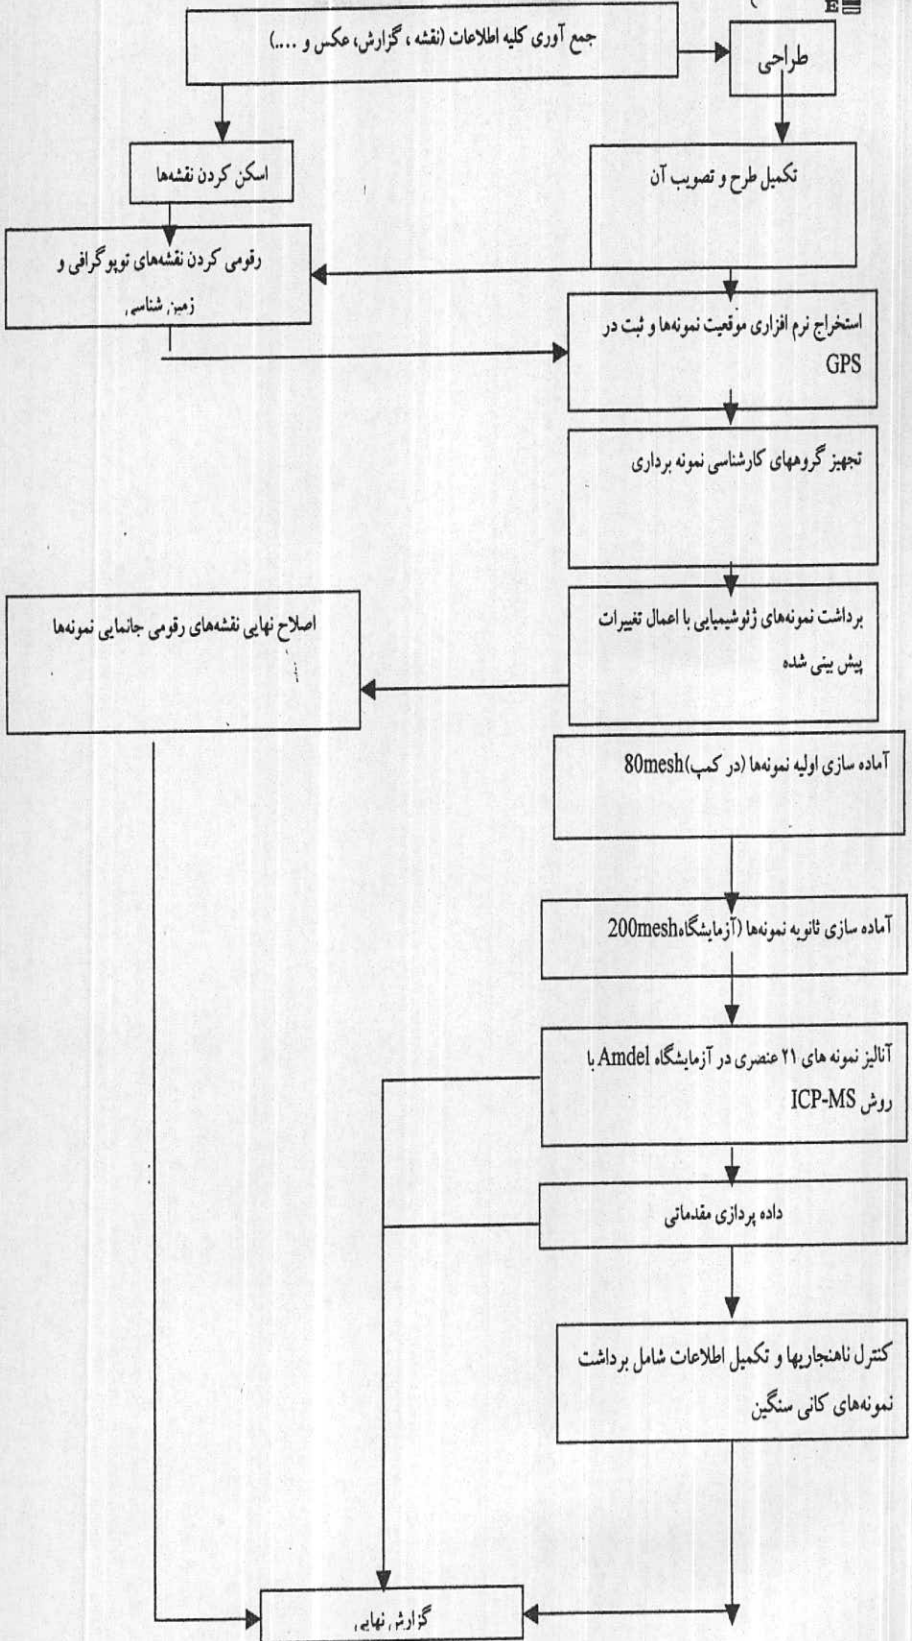 جمع آوری کلیه اطلاعات (نقشه ، گزارش، عکس و ....)
طراحی
اسکن کردن نقشه‌ها
تکمیل طرح و تصویب آن
رقومی کردن نقشه‌های توپوگرافی و
زمین شناسی
استخراج نرم افزاری موقعیت نمونه‌ها و ثبت در
GPS
تجهیز گروههای کارشناسی نمونه برداری
برداشت نمونه‌های ژئوشیمیایی با اعمال تغییرات
پیش بینی شده
اصلاح نهایی نقشه‌های رقومی جانمایی نمونه‌ها
آماده سازی اولیه نمونه‌ها (در کمپ)80mesh
آماده سازی ثانویه نمونه‌ها (آزمایشگاه200mesh
آنالیز نمونه های ۲۱ عنصری در آزمایشگاه Amdel با
روش ICP-MS
داده پردازی مقدماتی
کنترل ناهنجاریها و تکمیل اطلاعات شامل برداشت
نمونه‌های کانی سنگین
گزارش نهایی